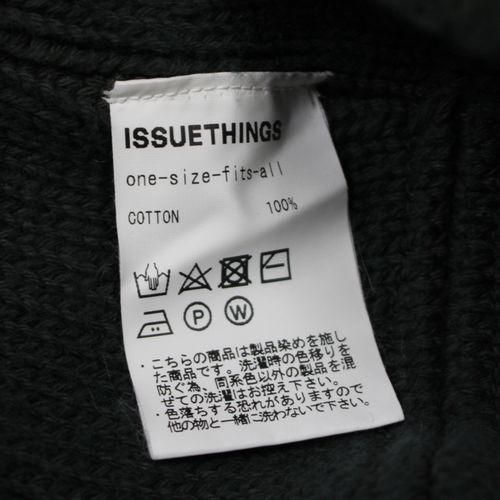 ISSUETHINGS
one-size-fits-all
COTTON 100%
P W
・こちらの商品は製品染めを施し
た商品です。洗濯時の色移りを
防ぐ為、同系色以外の製品を混
ぜての洗濯はお控え下さい。
・色落ちする恐れがありますので
他の物と一緒に洗わないで下さい。